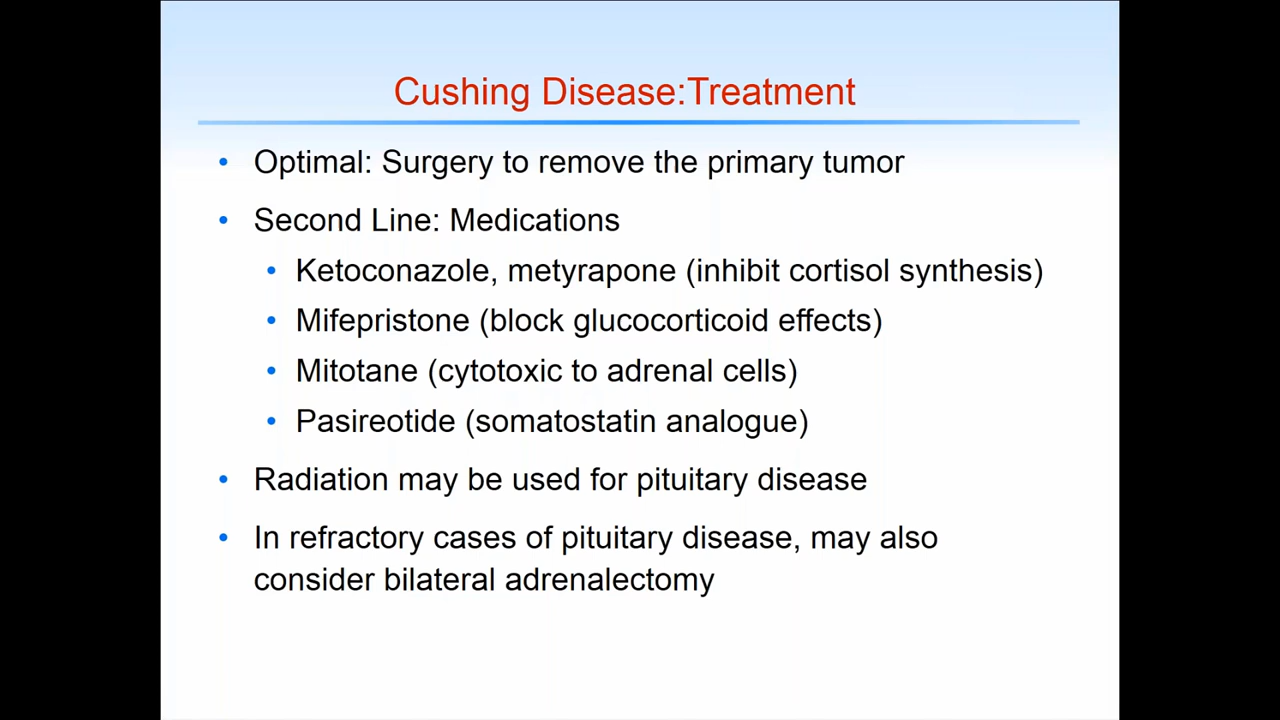 Cushing Disease:Treatment
• Optimal: Surgery to remove the primary tumor
• Second Line: Medications
• Ketoconazole, metyrapone (inhibit cortisol synthesis)
• Mifepristone (block glucocorticoid effects)
• Mitotane (cytotoxic to adrenal cells)
• Pasireotide (somatostatin analogue)
• Radiation may be used for pituitary disease
• In refractory cases of pituitary disease, may also
consider bilateral adrenalectomy